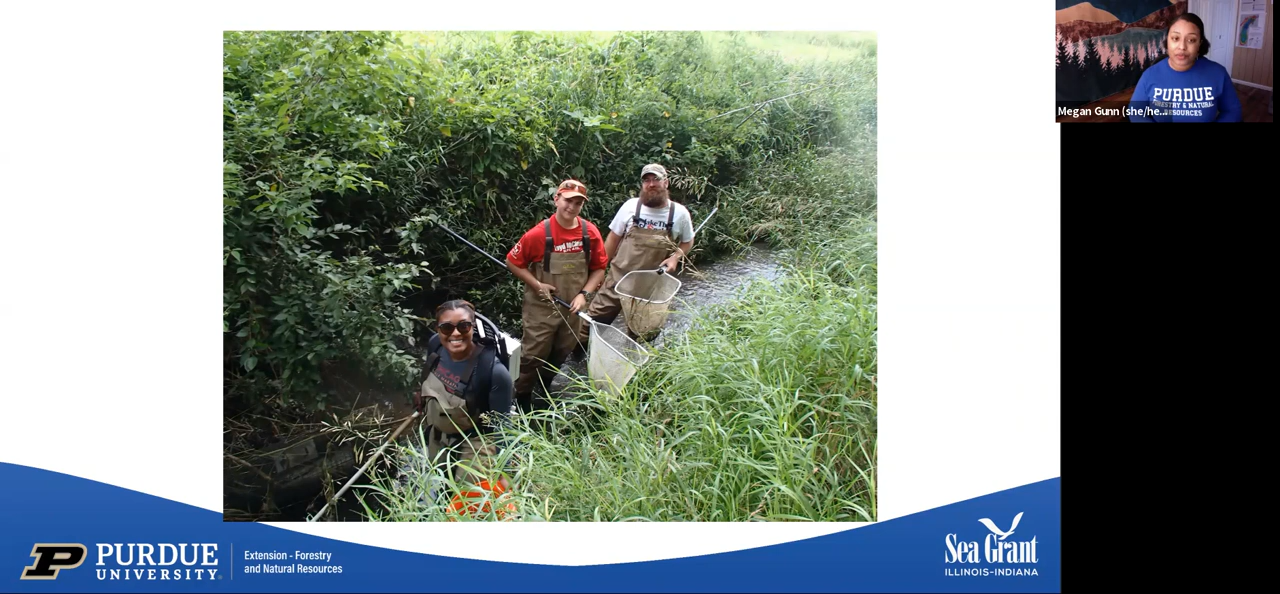 PURDUE
FORESTRY & NATURAL
RESOURCES
Megan Gunn (she/he...
PURDUE
UNIVERSITY
Extension - Forestry
and Natural Resources
Sea Grant
ILLINOIS-INDIANA